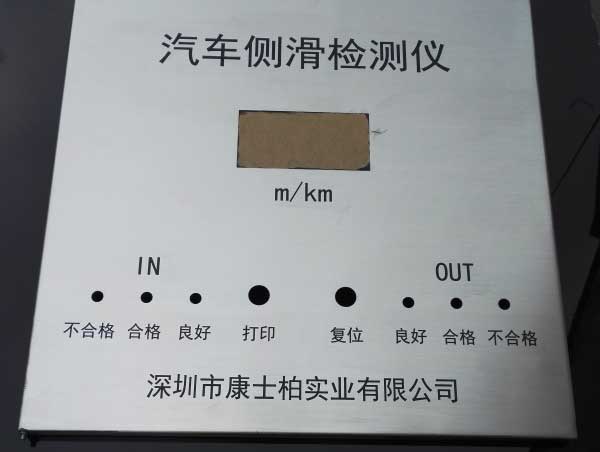 汽车侧滑检测仪
m/km
IN OUT
不合格 合格 良好 打印 复位 良好 合格 不合格
深圳市康士柏实业有限公司